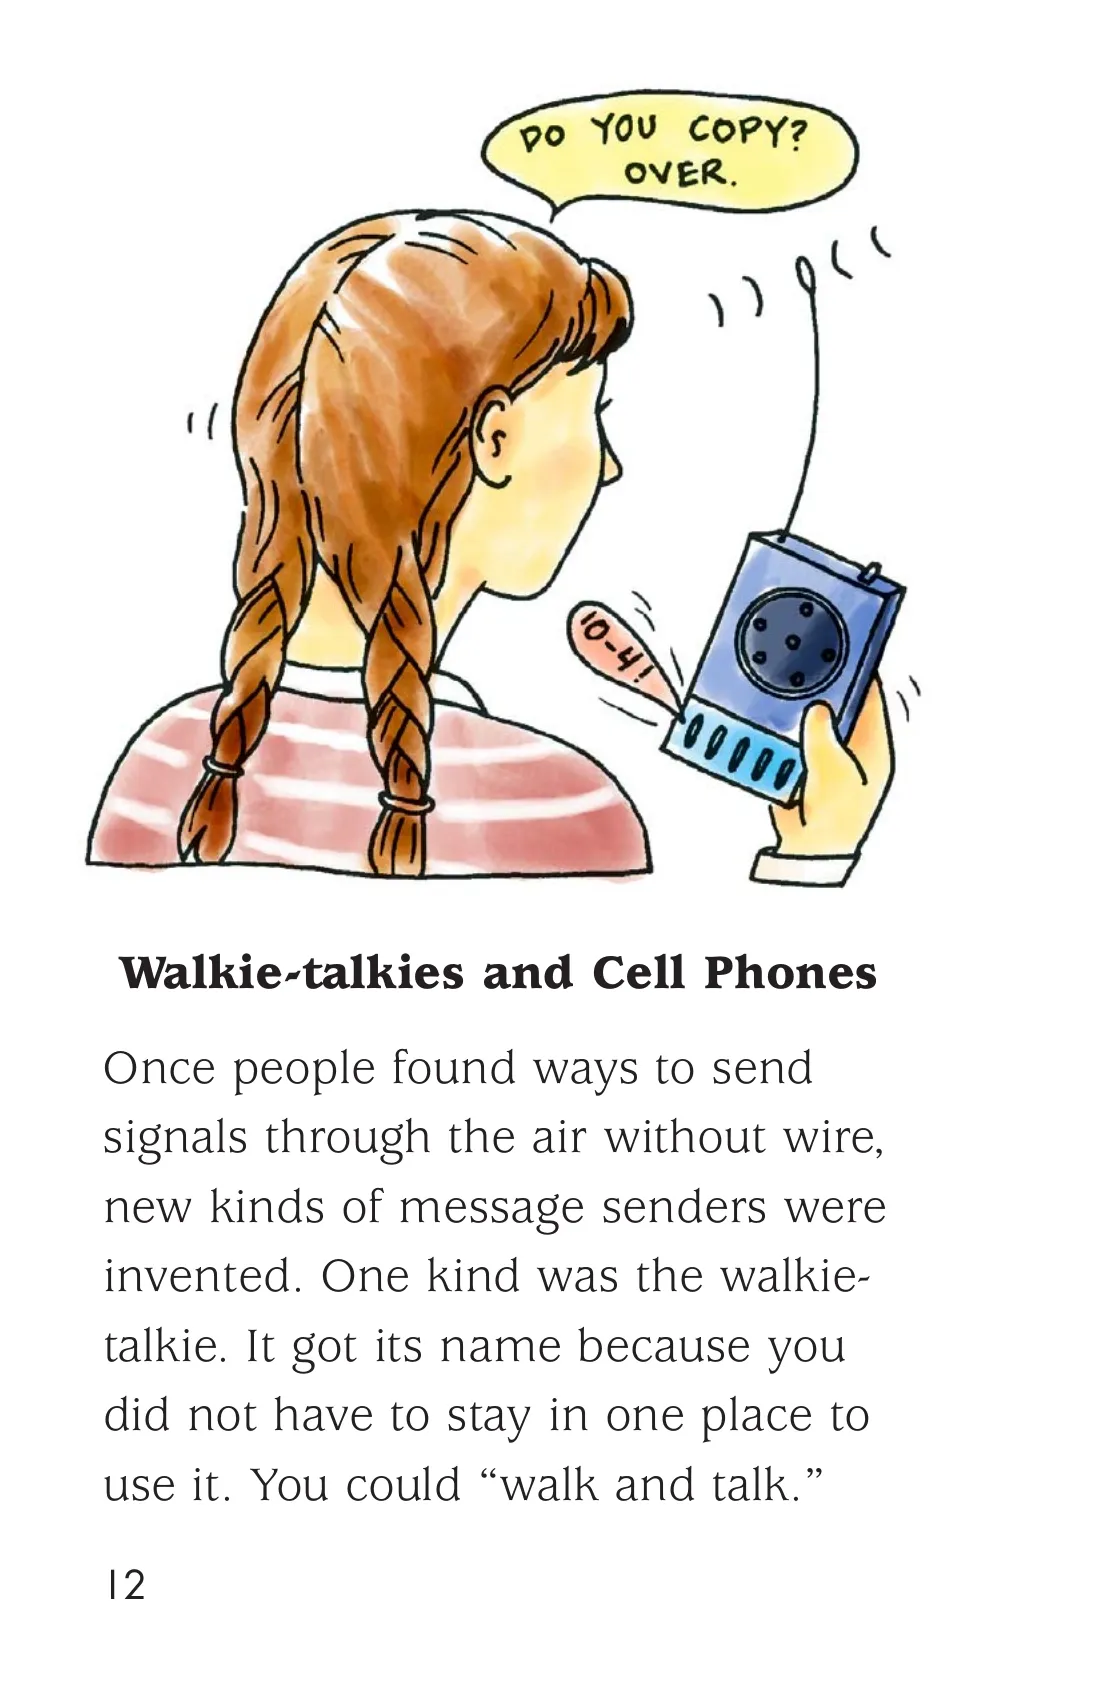 DO YOU COPY?
OVER.
10-4!
Walkie-talkies and Cell Phones
Once people found ways to send
signals through the air without wire,
new kinds of message senders were
invented. One kind was the walkie-
talkie. It got its name because you
did not have to stay in one place to
use it. You could “walk and talk.”
12